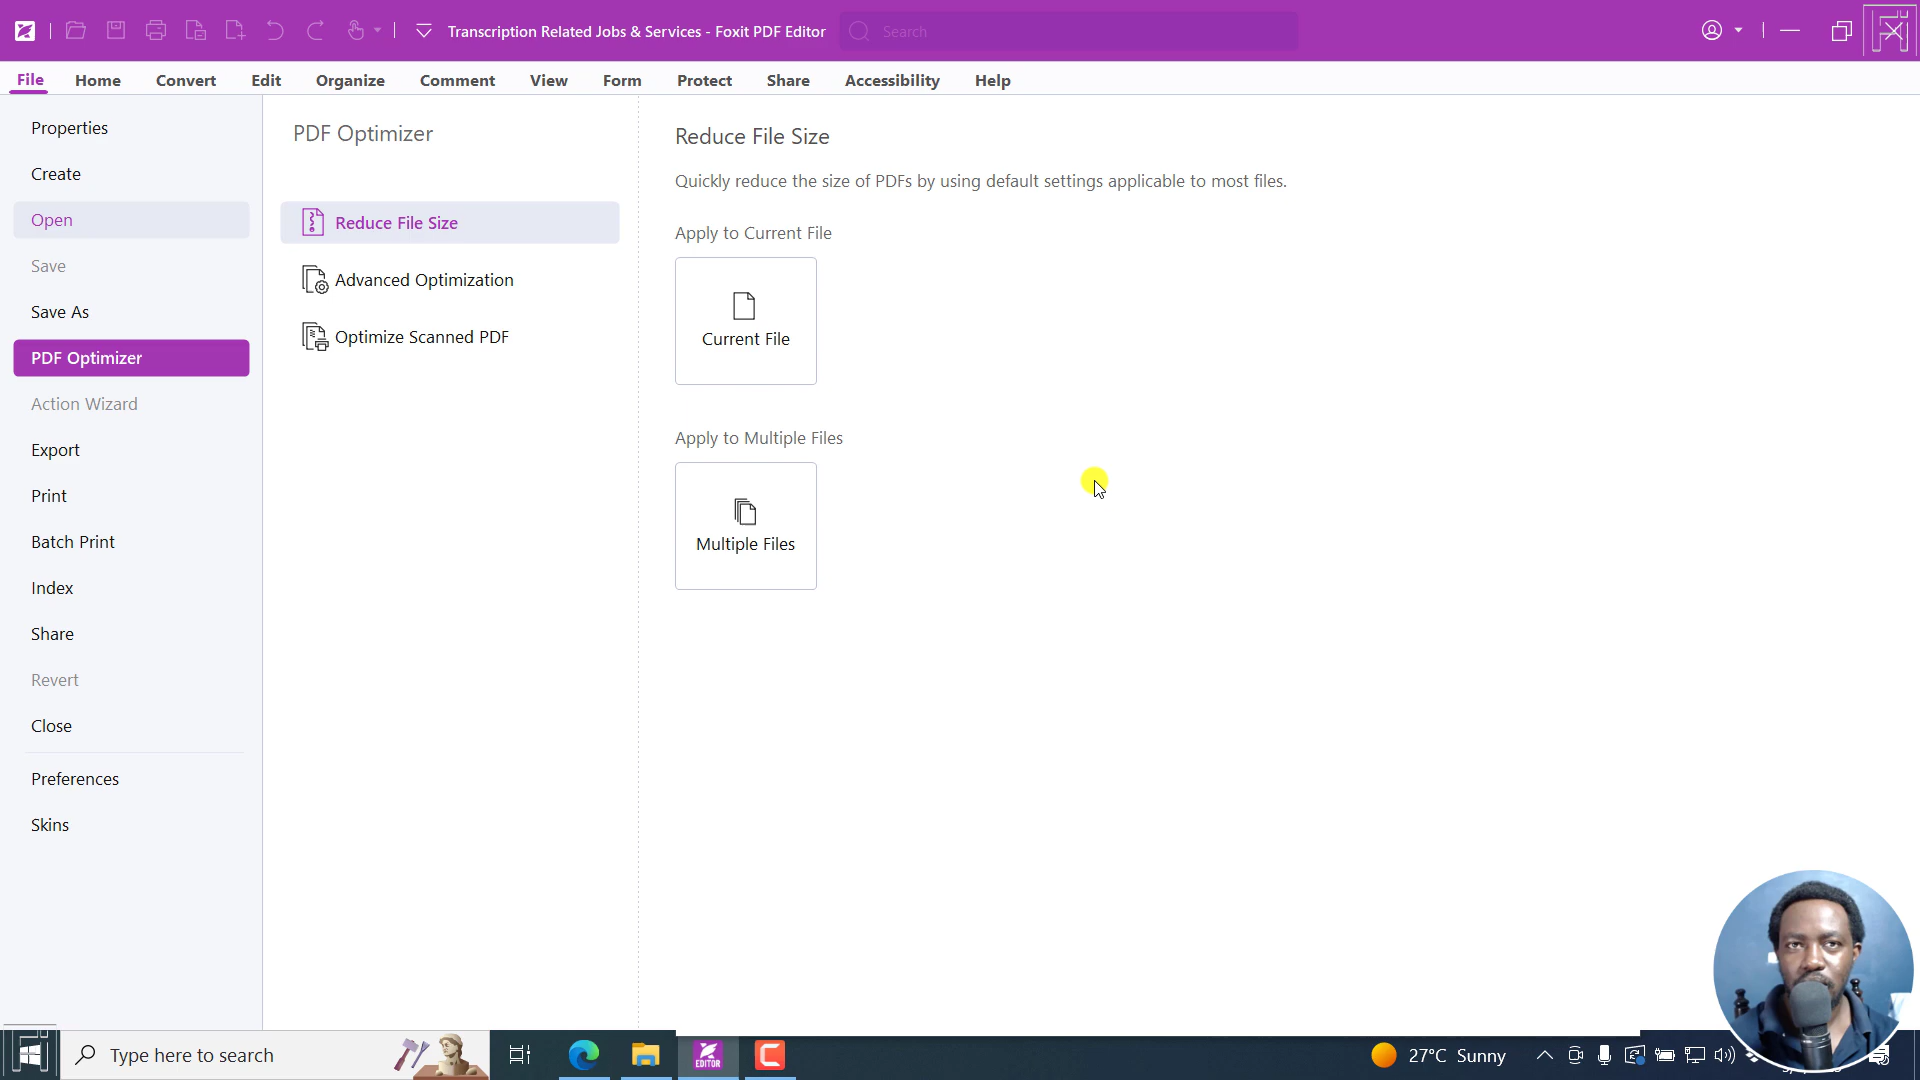 Transcription Related Jobs & Services - Foxit PDF Editor
Search
File
Home
Convert
Edit
Organize
Comment
View
Form
Protect
Share
Accessibility
Help
Properties
Create
Open
Save
Save As
PDF Optimizer
Action Wizard
Export
Print
Batch Print
Index
Share
Revert
Close
Preferences
Skins
PDF Optimizer
Reduce File Size
Advanced Optimization
Optimize Scanned PDF
Reduce File Size
Quickly reduce the size of PDFs by using default settings applicable to most files.
Apply to Current File
Current File
Apply to Multiple Files
Multiple Files
Type here to search
EDITOR
27°C Sunny